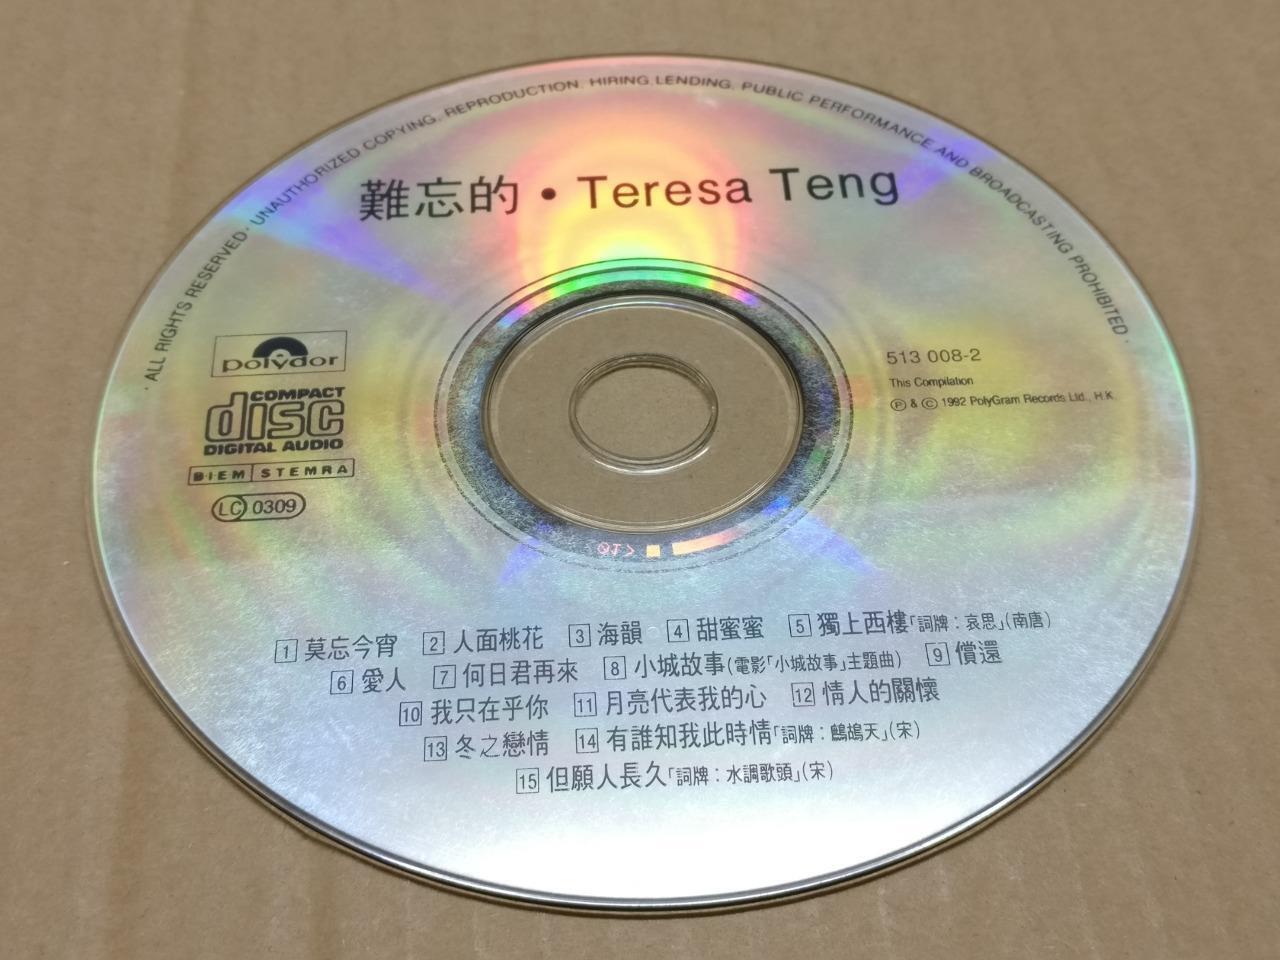 · ALL RIGHTS RESERVED · UNAUTHORIZED COPYING, REPRODUCTION, HIRING, LENDING, PUBLIC PERFORMANCE AND BROADCASTING PROHIBITED ·
難忘的 • Teresa Teng
polydor
COMPACT
disc
DIGITAL AUDIO
BIEM STEMRA
LC 0309
513 008-2
This Compilation
Ⓟ & © 1992 PolyGram Records Ltd., H.K.
1 莫忘今宵 2 人面桃花 3 海韻 4 甜蜜蜜 5 獨上西樓「詞牌：哀思」(南唐)
6 愛人 7 何日君再來 8 小城故事(電影「小城故事」主題曲) 9 償還
10 我只在乎你 11 月亮代表我的心 12 情人的關懷
13 冬之戀情 14 有誰知我此時情「詞牌：鷓鴣天」(宋)
15 但願人長久「詞牌：水調歌頭」(宋)